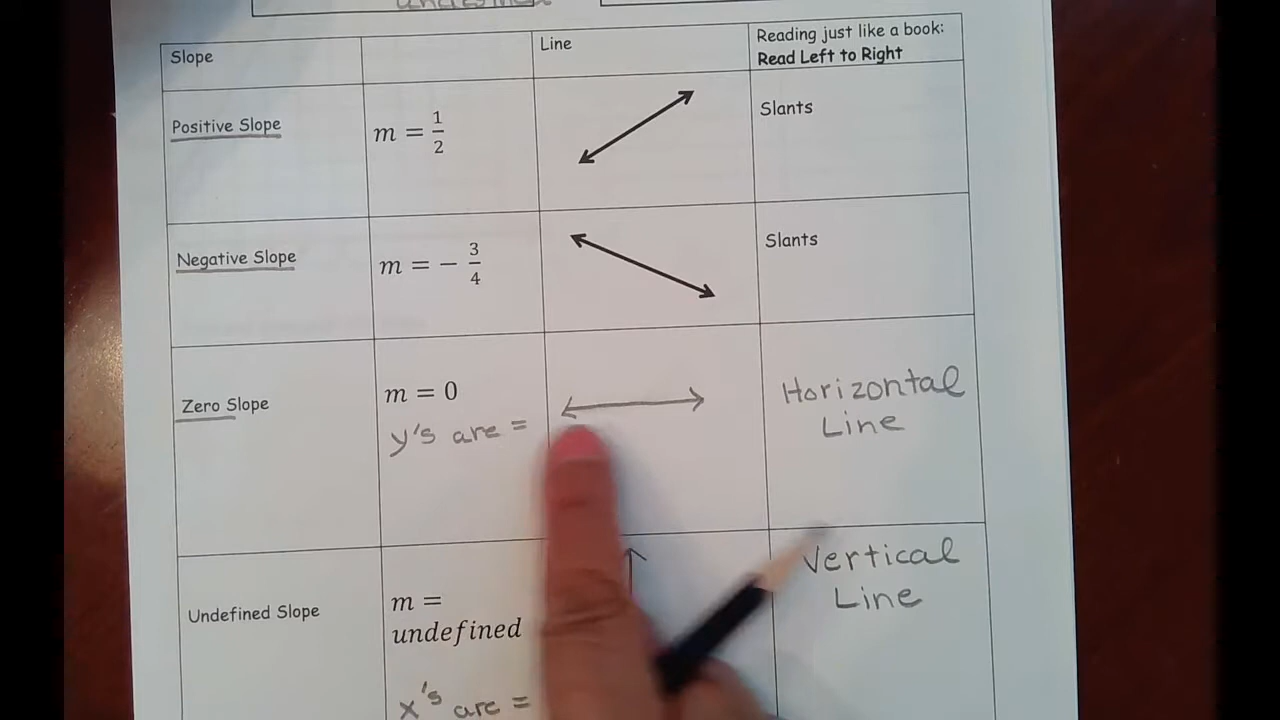 undefined
Slope
Line
Reading just like a book:
Read Left to Right
Positive Slope
m = 1/2
Slants
Negative Slope
m = − 3/4
Slants
Zero Slope
m = 0
y's are =
Horizontal
Line
Undefined Slope
m =
undefined
x's are =
Vertical
Line